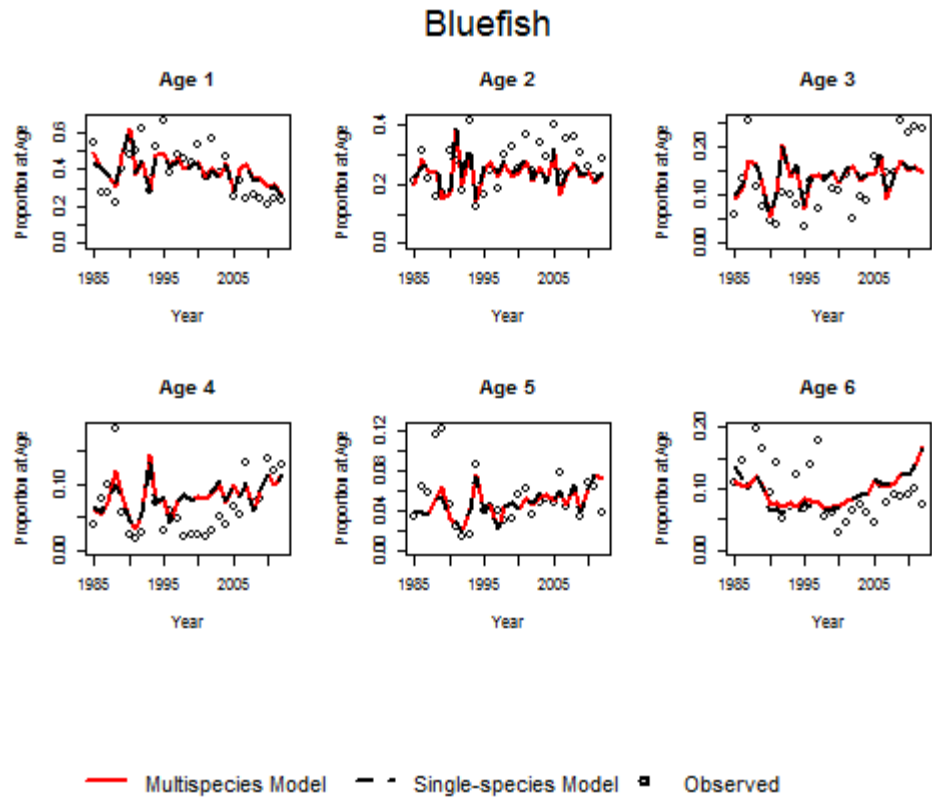 Bluefish
Age 1
Age 2
Age 3
Proportion at Age
0.0 0.2 0.4 0.6
1985 1995 2005
Year
Proportion at Age
0.0 0.2 0.4
1985 1995 2005
Year
Proportion at Age
0.00 0.10 0.20
1985 1995 2005
Year
Age 4
Age 5
Age 6
Proportion at Age
0.00 0.10
1985 1995 2005
Year
Proportion at Age
0.00 0.04 0.08 0.12
1985 1995 2005
Year
Proportion at Age
0.00 0.10 0.20
1985 1995 2005
Year
Multispecies Model Single-species Model Observed